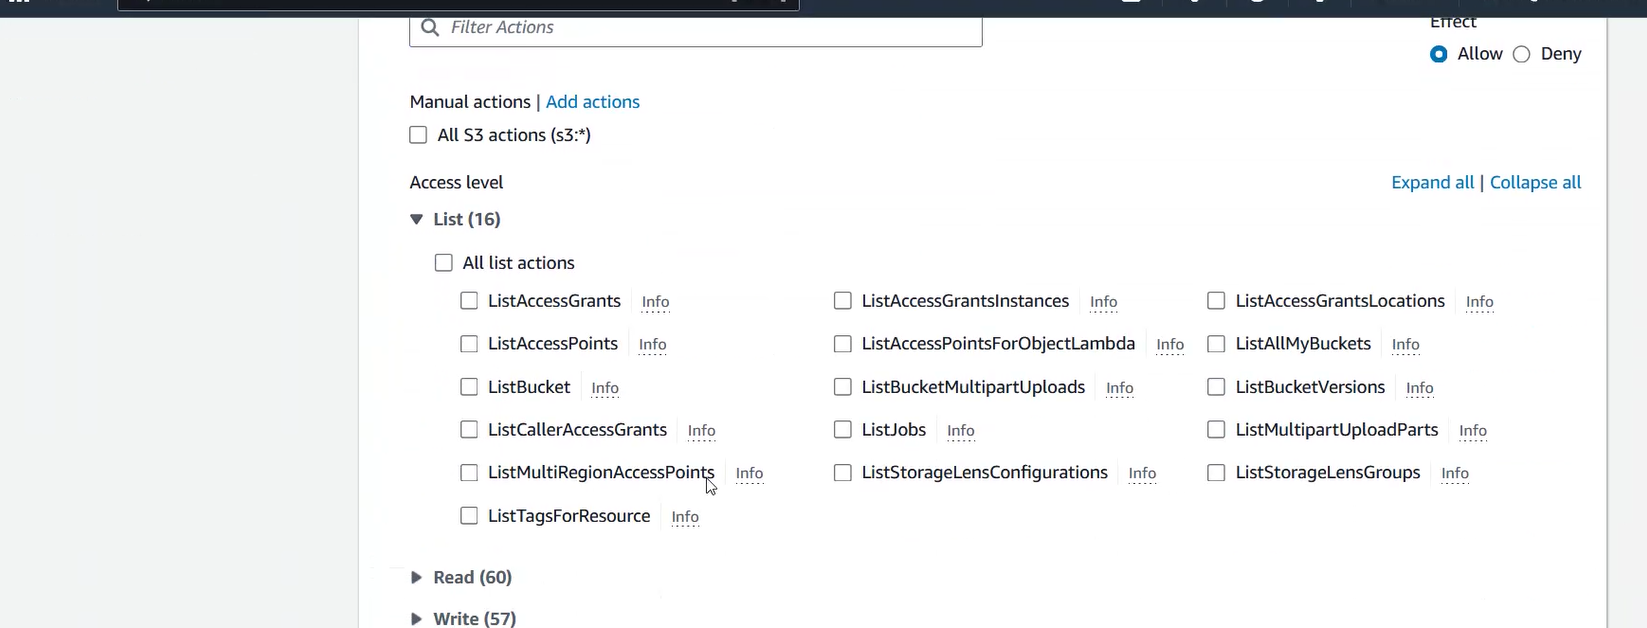 Filter Actions
Effect
Allow Deny
Manual actions | Add actions
All S3 actions (s3:*)
Access level
Expand all | Collapse all
List (16)
All list actions
ListAccessGrants Info ListAccessGrantsInstances Info ListAccessGrantsLocations Info
ListAccessPoints Info ListAccessPointsForObjectLambda Info ListAllMyBuckets Info
ListBucket Info ListBucketMultipartUploads Info ListBucketVersions Info
ListCallerAccessGrants Info ListJobs Info ListMultipartUploadParts Info
ListMultiRegionAccessPoints Info ListStorageLensConfigurations Info ListStorageLensGroups Info
ListTagsForResource Info
Read (60)
Write (57)